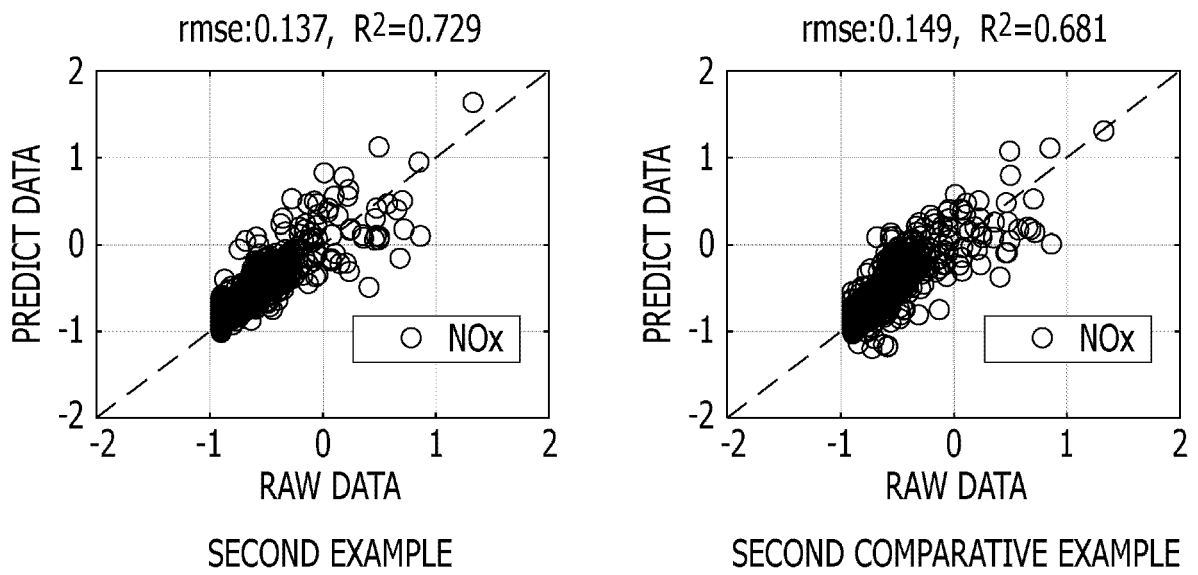 rmse:0.137, R2=0.729
2
1
0
-1
-2
PREDICT DATA
NOx
-2 -1 0 1 2
RAW DATA
SECOND EXAMPLE
rmse:0.149, R2=0.681
2
1
0
-1
-2
PREDICT DATA
NOx
-2 -1 0 1 2
RAW DATA
SECOND COMPARATIVE EXAMPLE